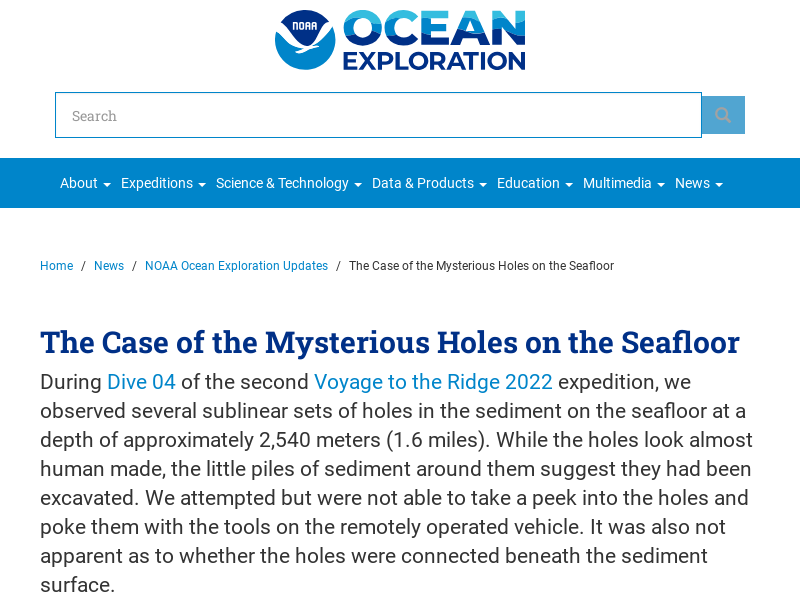 NOAA
OCEAN
EXPLORATION
Search
About Expeditions Science & Technology Data & Products Education Multimedia News
Home / News / NOAA Ocean Exploration Updates / The Case of the Mysterious Holes on the Seafloor
The Case of the Mysterious Holes on the Seafloor
During Dive 04 of the second Voyage to the Ridge 2022 expedition, we
observed several sublinear sets of holes in the sediment on the seafloor at a
depth of approximately 2,540 meters (1.6 miles). While the holes look almost
human made, the little piles of sediment around them suggest they had been
excavated. We attempted but were not able to take a peek into the holes and
poke them with the tools on the remotely operated vehicle. It was also not
apparent as to whether the holes were connected beneath the sediment
surface.